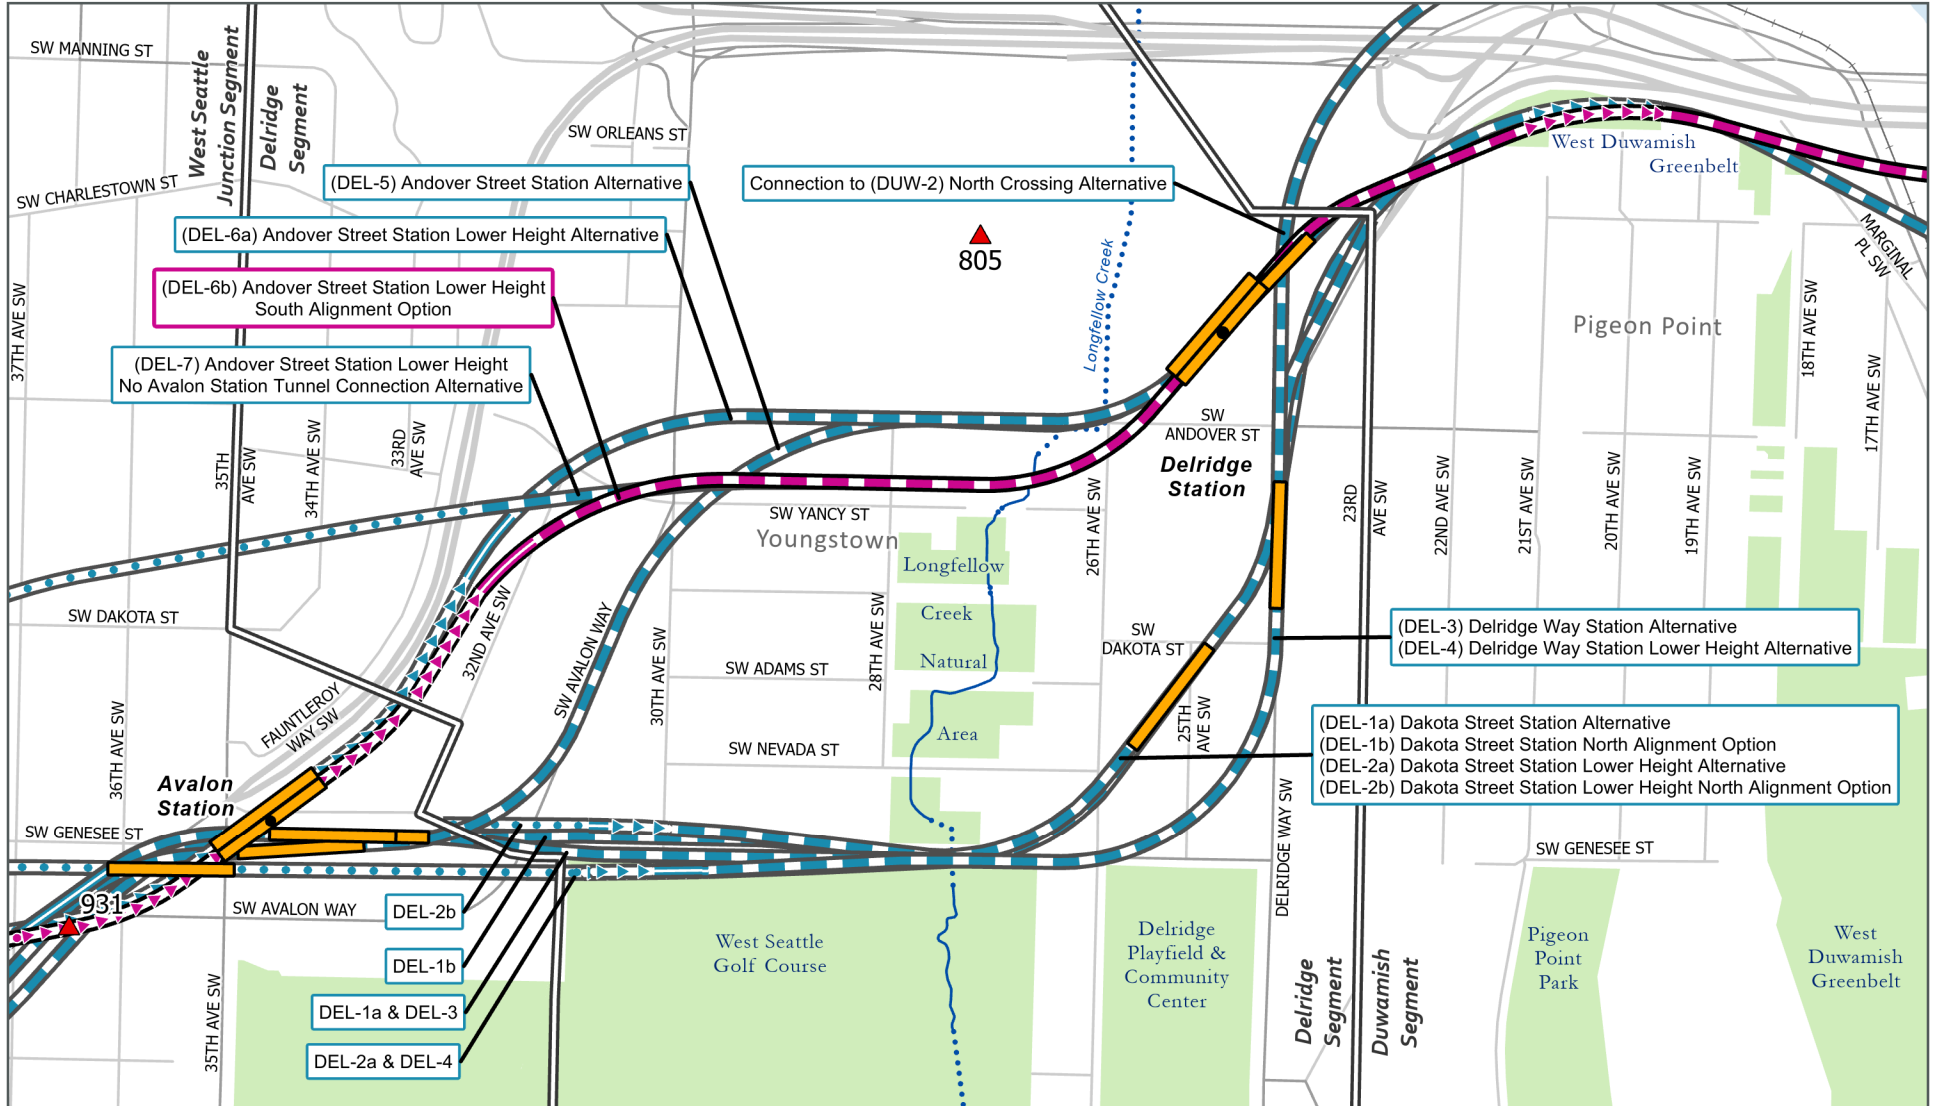 SW MANNING ST
West Seattle
Junction Segment
Delridge
Segment
SW ORLEANS ST
SW CHARLESTOWN ST
(DEL-5) Andover Street Station Alternative
Connection to (DUW-2) North Crossing Alternative
West Duwamish
Greenbelt
(DEL-6a) Andover Street Station Lower Height Alternative
805
Longfellow Creek
MARGINAL
PL SW
(DEL-6b) Andover Street Station Lower Height
South Alignment Option
37TH AVE SW
Pigeon Point
18TH AVE SW
(DEL-7) Andover Street Station Lower Height
No Avalon Station Tunnel Connection Alternative
17TH AVE SW
SW
ANDOVER ST
35TH
AVE SW
34TH AVE SW
33RD
AVE SW
Delridge
Station
23RD
AVE SW
22ND AVE SW
21ST AVE SW
20TH AVE SW
19TH AVE SW
26TH AVE SW
SW YANCY ST
Youngstown
Longfellow
Creek
Natural
Area
SW DAKOTA ST
32ND AVE SW
SW AVALON WAY
30TH AVE SW
28TH AVE SW
SW
DAKOTA ST
(DEL-3) Delridge Way Station Alternative
(DEL-4) Delridge Way Station Lower Height Alternative
SW ADAMS ST
FAUNTLEROY
WAY SW
36TH AVE SW
25TH
AVE SW
SW NEVADA ST
(DEL-1a) Dakota Street Station Alternative
(DEL-1b) Dakota Street Station North Alignment Option
(DEL-2a) Dakota Street Station Lower Height Alternative
(DEL-2b) Dakota Street Station Lower Height North Alignment Option
Avalon
Station
SW GENESEE ST
DELRIDGE WAY SW
SW GENESEE ST
931
SW AVALON WAY
DEL-2b
DEL-1b
DEL-1a & DEL-3
DEL-2a & DEL-4
35TH AVE SW
West Seattle
Golf Course
Delridge
Playfield &
Community
Center
Delridge
Segment
Duwamish
Segment
Pigeon
Point
Park
West
Duwamish
Greenbelt